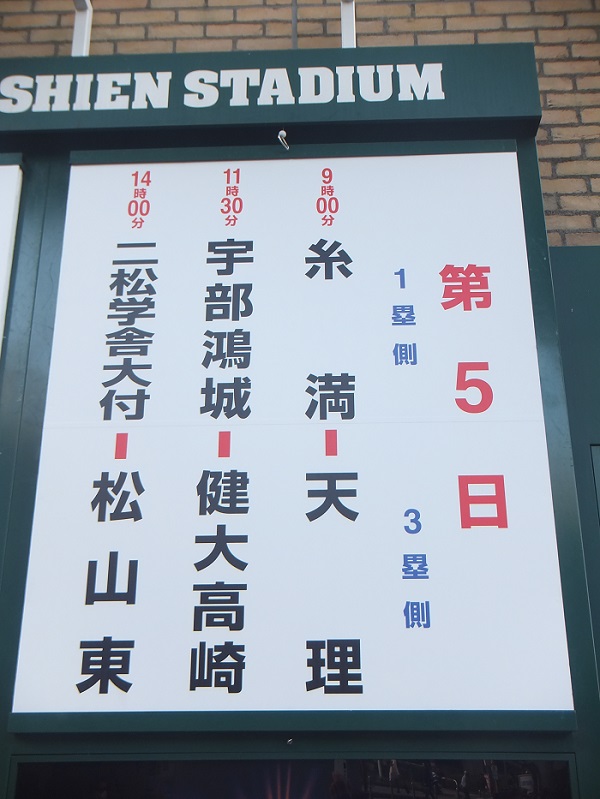 SHIEN STADIUM
第5日
1塁側 3塁側
9時00分 糸満 - 天理
11時30分 宇部鴻城 - 健大高崎
14時00分 二松学舎大付 - 松山東